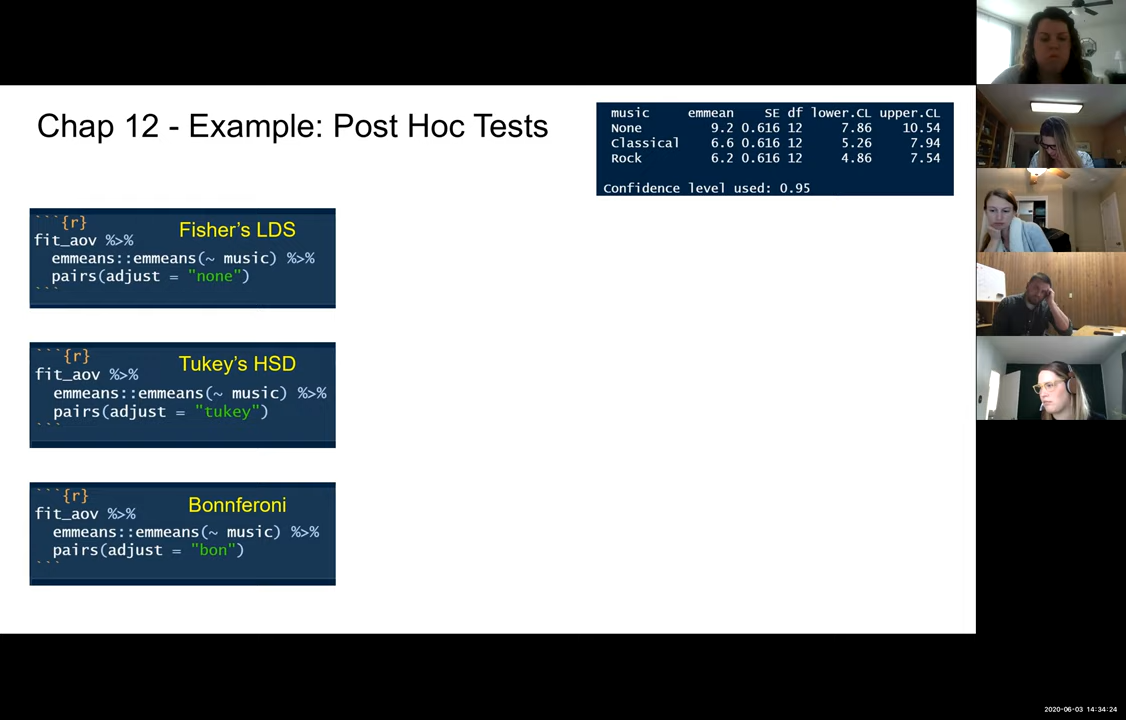 Chap 12 - Example: Post Hoc Tests
music emmean SE df lower.CL upper.CL
None 9.2 0.616 12 7.86 10.54
Classical 6.6 0.616 12 5.26 7.94
Rock 6.2 0.616 12 4.86 7.54
Confidence level used: 0.95
```{r}
Fisher's LDS
fit_aov %>%
emmeans::emmeans(~ music) %>%
pairs(adjust = "none")
```
```{r}
Tukey's HSD
fit_aov %>%
emmeans::emmeans(~ music) %>%
pairs(adjust = "tukey")
```
```{r}
Bonnferoni
fit_aov %>%
emmeans::emmeans(~ music) %>%
pairs(adjust = "bon")
```
2020-06-03 14:34:24